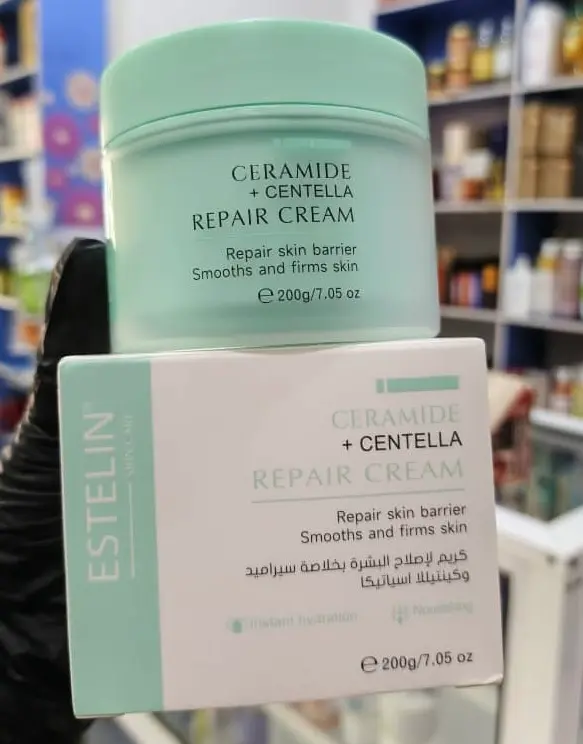 CERAMIDE
+ CENTELLA
REPAIR CREAM
Repair skin barrier
Smooths and firms skin
℮ 200g/7.05 oz
ESTELIN™
SKINCARE
CERAMIDE
+ CENTELLA
REPAIR CREAM
Repair skin barrier
Smooths and firms skin
كريم لإصلاح البشرة بخلاصة سيراميد
وكينتيللا اسياتيكا
Instant hydration
Nourishing
℮ 200g/7.05 oz